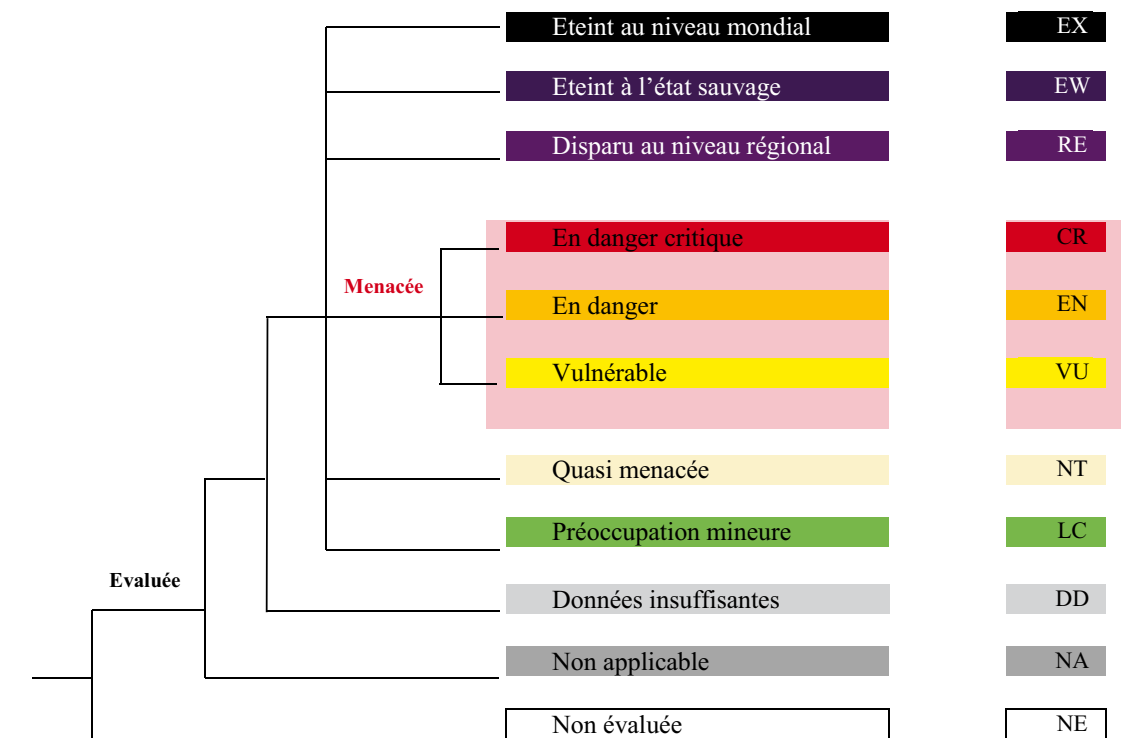 Eteint au niveau mondial EX
Eteint à l’état sauvage EW
Disparu au niveau régional RE
En danger critique CR
Menacée
En danger EN
Vulnérable VU
Quasi menacée NT
Préoccupation mineure LC
Evaluée
Données insuffisantes DD
Non applicable NA
Non évaluée NE